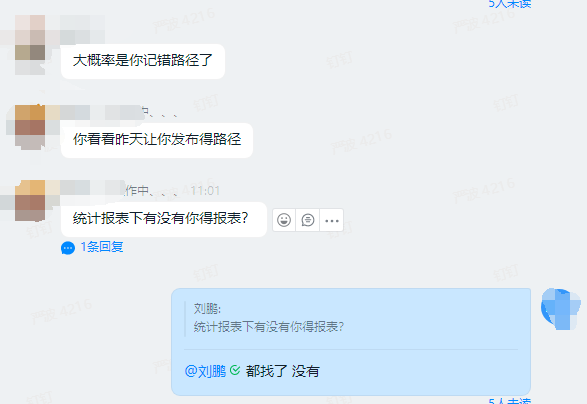 5人未读
大概率是你记错路径了
中、、、
你看看昨天让你发布得路径
作中、、、 11:01
统计报表下有没有你得报表?
1条回复
刘鹏:
统计报表下有没有你得报表?
@刘鹏 都找了 没有
5人未读